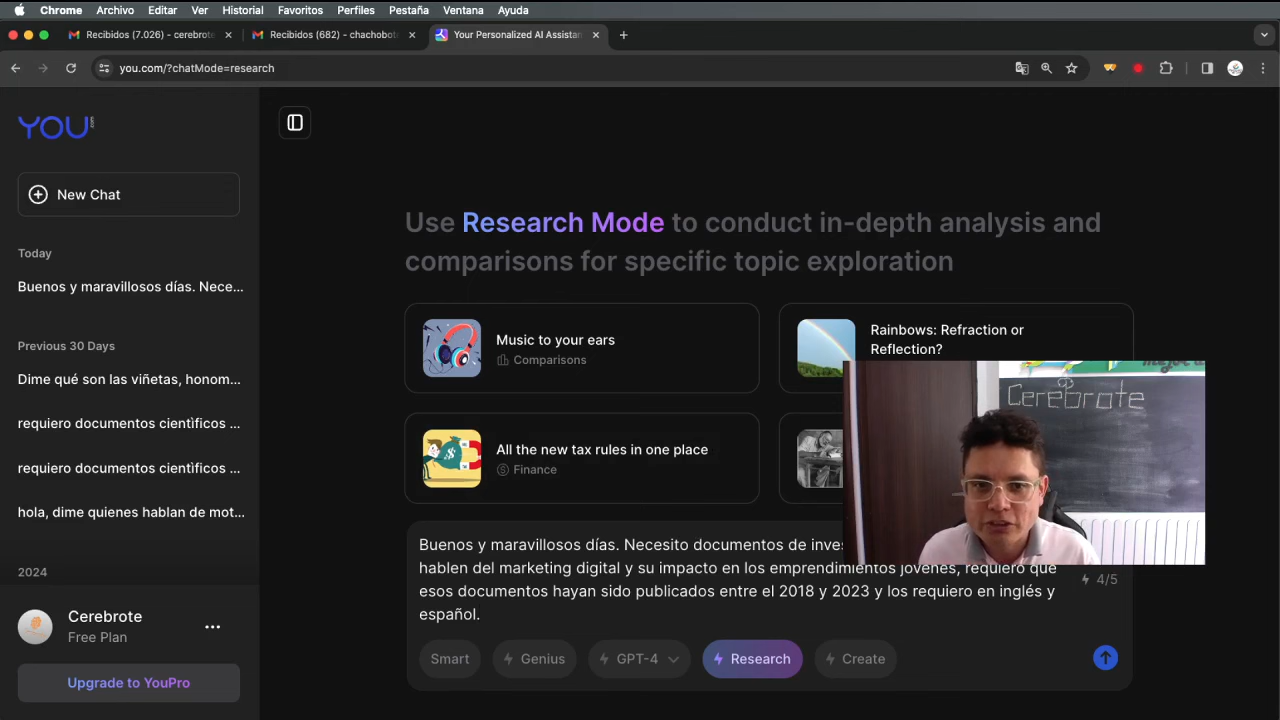 Chrome Archivo Editar Ver Historial Favoritos Perfiles Pestaña Ventana Ayuda
Recibidos (7.026) - cerebrote
Recibidos (682) - chachobot
Your Personalized AI Assistan
you.com/?chatMode=research
YOU
New Chat
Today
Buenos y maravillosos días. Nece...
Previous 30 Days
Dime qué son las viñetas, honom...
requiero documentos cientìficos ...
requiero documentos cientìficos ...
hola, dime quienes hablan de mot...
2024
Cerebrote
Free Plan
Upgrade to YouPro
Use Research Mode to conduct in-depth analysis and
comparisons for specific topic exploration
Music to your ears
Comparisons
Rainbows: Refraction or
Reflection?
All the new tax rules in one place
Finance
Cerebrote
Buenos y maravillosos días. Necesito documentos de inves
hablen del marketing digital y su impacto en los emprendimientos jóvenes, requiero que
esos documentos hayan sido publicados entre el 2018 y 2023 y los requiero en inglés y
español.
4/5
Smart Genius GPT-4 Research Create